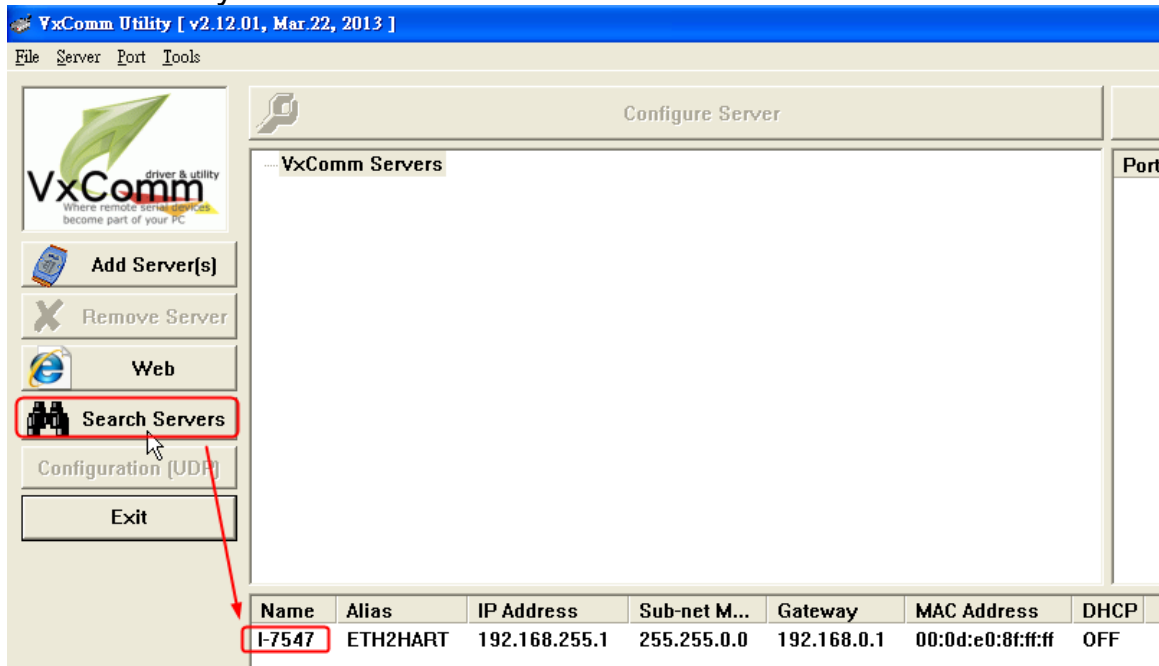 VxComm Utility [ v2.12.01, Mar.22, 2013 ]
File Server Port Tools
VxComm
driver & utility
Where remote serial devices
become part of your PC
Configure Server
VxComm Servers
Port
Add Server(s)
Remove Server
Web
Search Servers
Configuration (UDP)
Exit
Name Alias IP Address Sub-net M... Gateway MAC Address DHCP
I-7547 ETH2HART 192.168.255.1 255.255.0.0 192.168.0.1 00:0d:e0:8f:ff:ff OFF